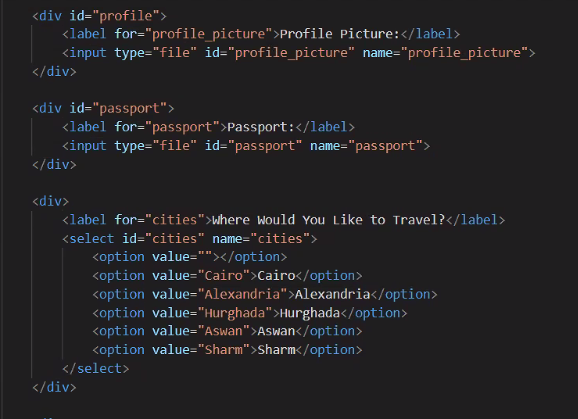 <div id="profile">
<label for="profile_picture">Profile Picture:</label>
<input type="file" id="profile_picture" name="profile_picture">
</div>
<div id="passport">
<label for="passport">Passport:</label>
<input type="file" id="passport" name="passport">
</div>
<div>
<label for="cities">Where Would You Like to Travel?</label>
<select id="cities" name="cities">
<option value=""></option>
<option value="Cairo">Cairo</option>
<option value="Alexandria">Alexandria</option>
<option value="Hurghada">Hurghada</option>
<option value="Aswan">Aswan</option>
<option value="Sharm">Sharm</option>
</select>
</div>